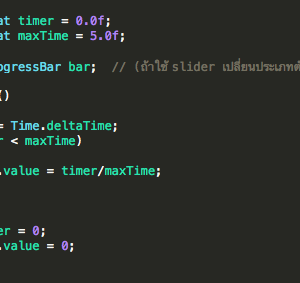 at timer = 0.0f;
at maxTime = 5.0f;
ogressBar bar;  // (ถ้าใช้ slider เปลี่ยนประเภทตั
()
= Time.deltaTime;
r < maxTime)
.value = timer/maxTime;
er = 0;
.value = 0;